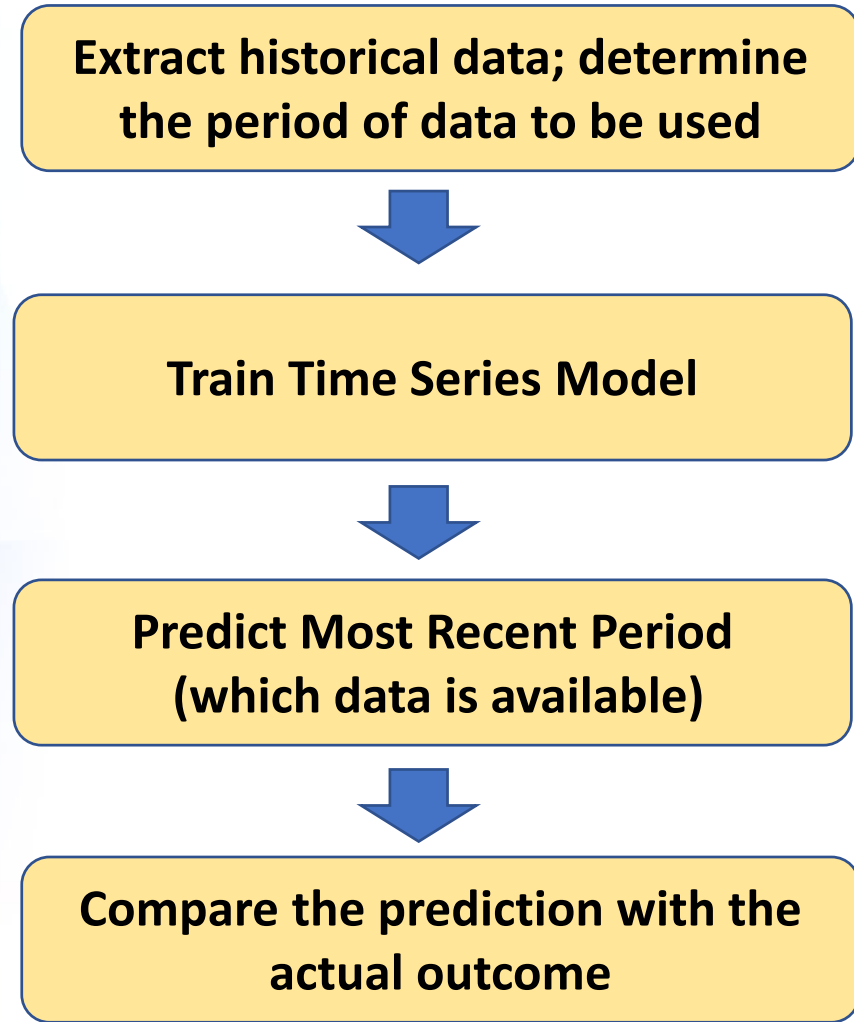 Extract historical data; determine
the period of data to be used
Train Time Series Model
Predict Most Recent Period
(which data is available)
Compare the prediction with the
actual outcome